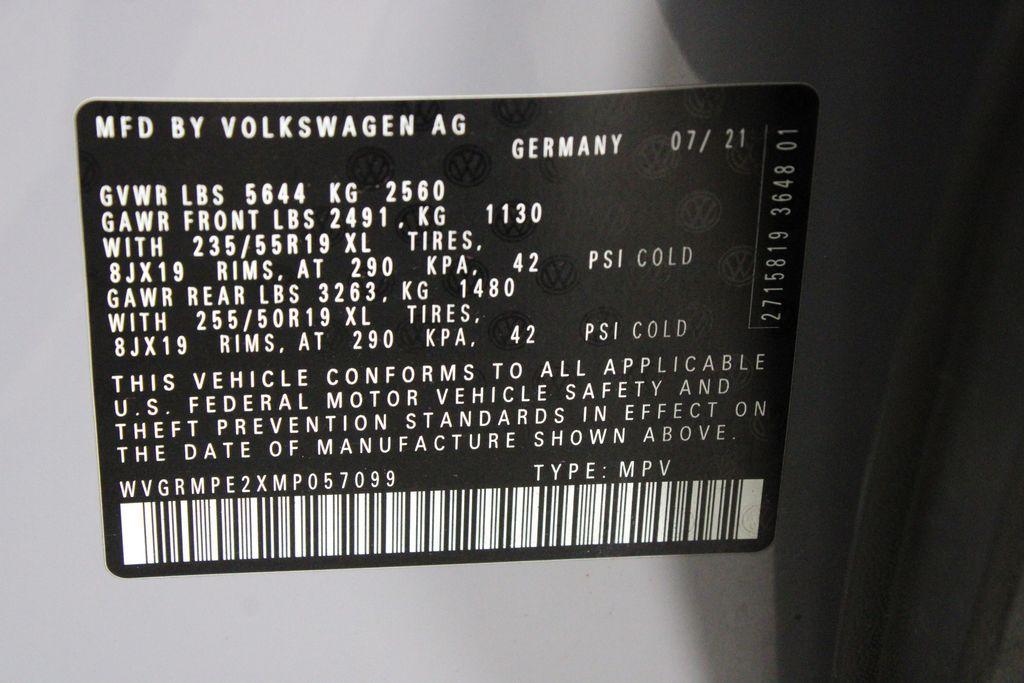 MFD BY VOLKSWAGEN AG
GERMANY 07/ 21
GVWR LBS 5644 KG 2560
GAWR FRONT LBS 2491, KG 1130
WITH 235/55R19 XL TIRES,
8JX19 RIMS, AT 290 KPA, 42 PSI COLD
GAWR REAR LBS 3263, KG 1480
WITH 255/50R19 XL TIRES,
8JX19 RIMS, AT 290 KPA, 42 PSI COLD
THIS VEHICLE CONFORMS TO ALL APPLICABLE
U.S. FEDERAL MOTOR VEHICLE SAFETY AND
THEFT PREVENTION STANDARDS IN EFFECT ON
THE DATE OF MANUFACTURE SHOWN ABOVE.
WVGRMPE2XMP057099 TYPE: MPV
2715819 3648 01